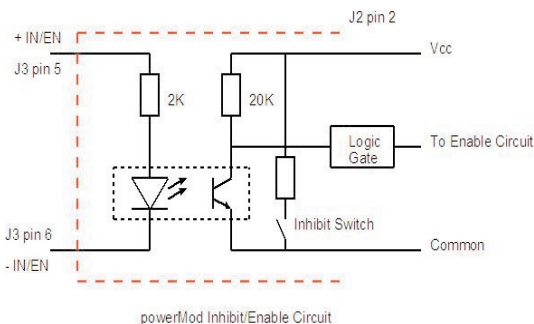 J2 pin 2
+ IN/EN
Vcc
J3 pin 5
2K
20K
Logic
Gate
To Enable Circuit
Inhibit Switch
J3 pin 6
Common
- IN/EN
powerMod Inhibit/Enable Circuit